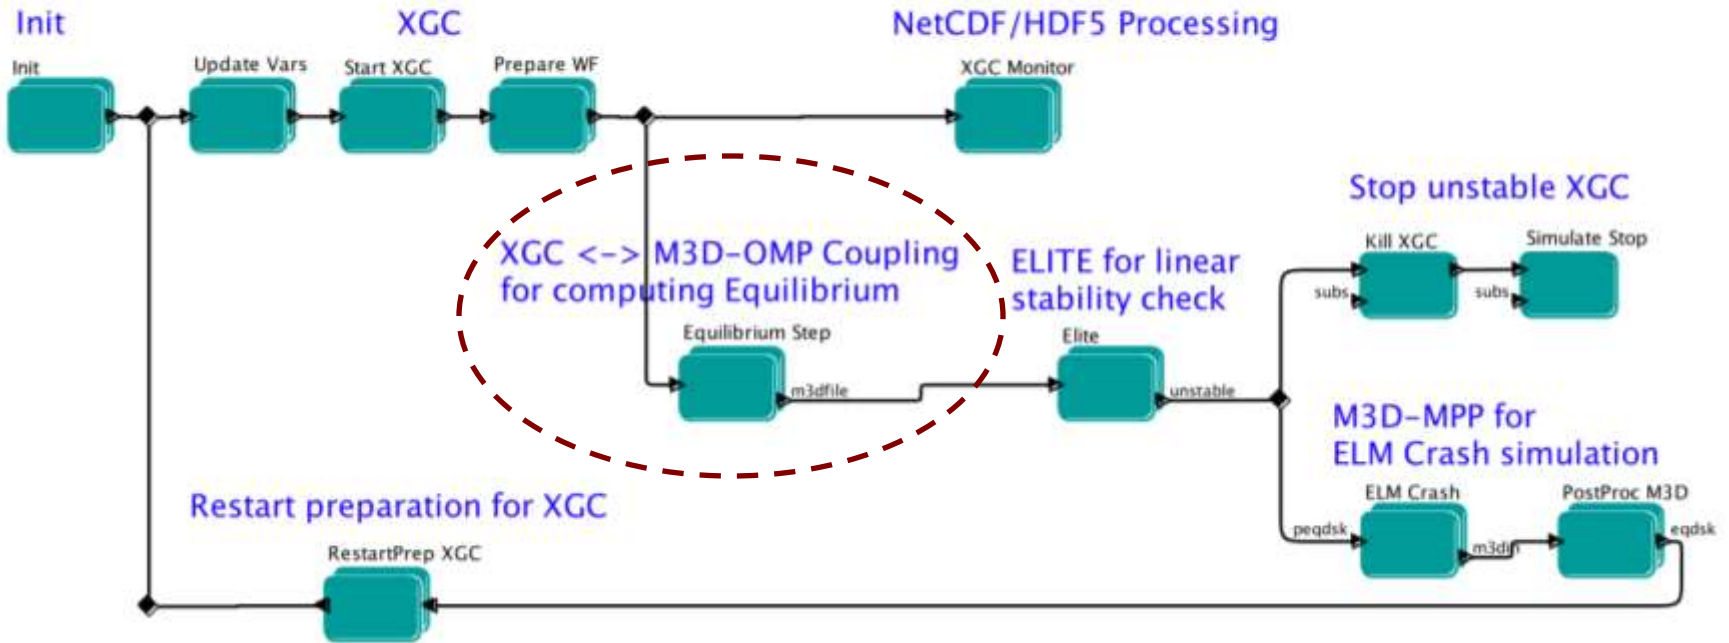 Init
XGC
NetCDF/HDF5 Processing
Init
Update Vars
Start XGC
Prepare WF
XGC Monitor
Stop unstable XGC
Kill XGC
Simulate Stop
subs
subs
XGC <-> M3D-OMP Coupling
for computing Equilibrium
ELITE for linear
stability check
Equilibrium Step
m3dfile
Elite
unstable
M3D-MPP for
ELM Crash simulation
ELM Crash
PostProc M3D
peqdsk
m3din
eqdsk
Restart preparation for XGC
RestartPrep XGC